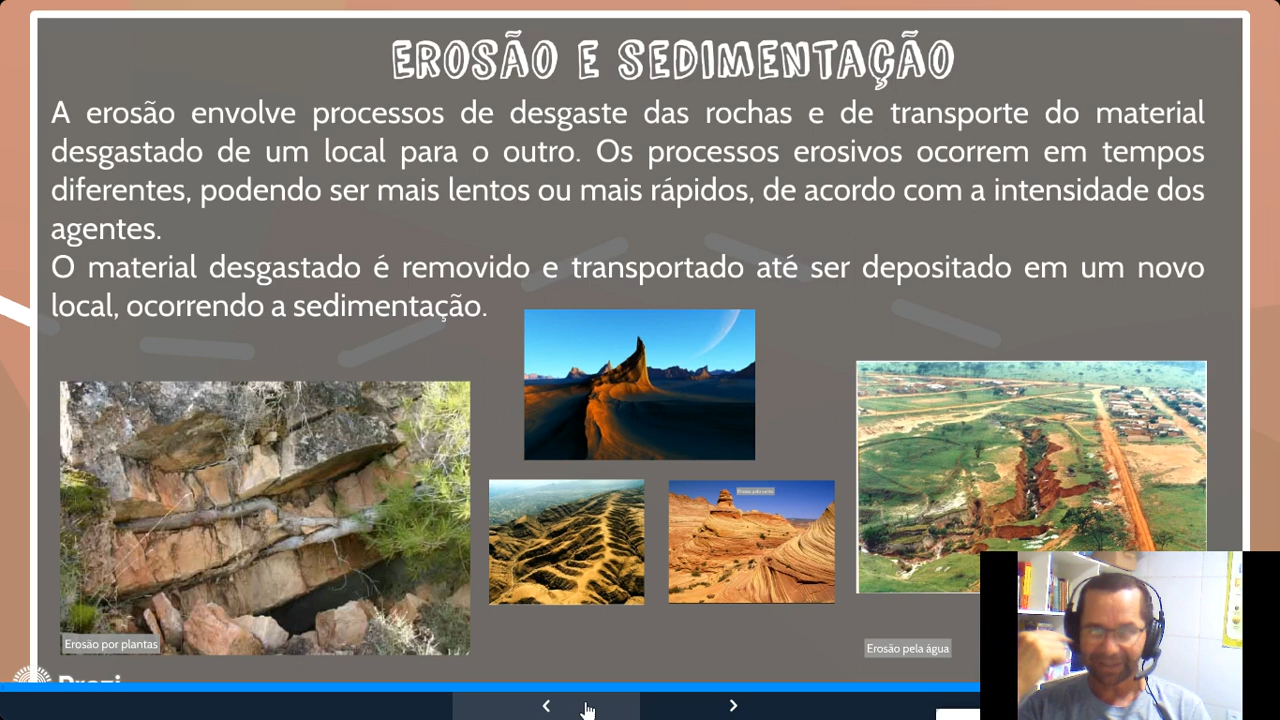 EROSÃO E SEDIMENTAÇÃO
A erosão envolve processos de desgaste das rochas e de transporte do material
desgastado de um local para o outro. Os processos erosivos ocorrem em tempos
diferentes, podendo ser mais lentos ou mais rápidos, de acordo com a intensidade dos
agentes.
O material desgastado é removido e transportado até ser depositado em um novo
local, ocorrendo a sedimentação.
Erosão por plantas
Erosão pela água
Prezi